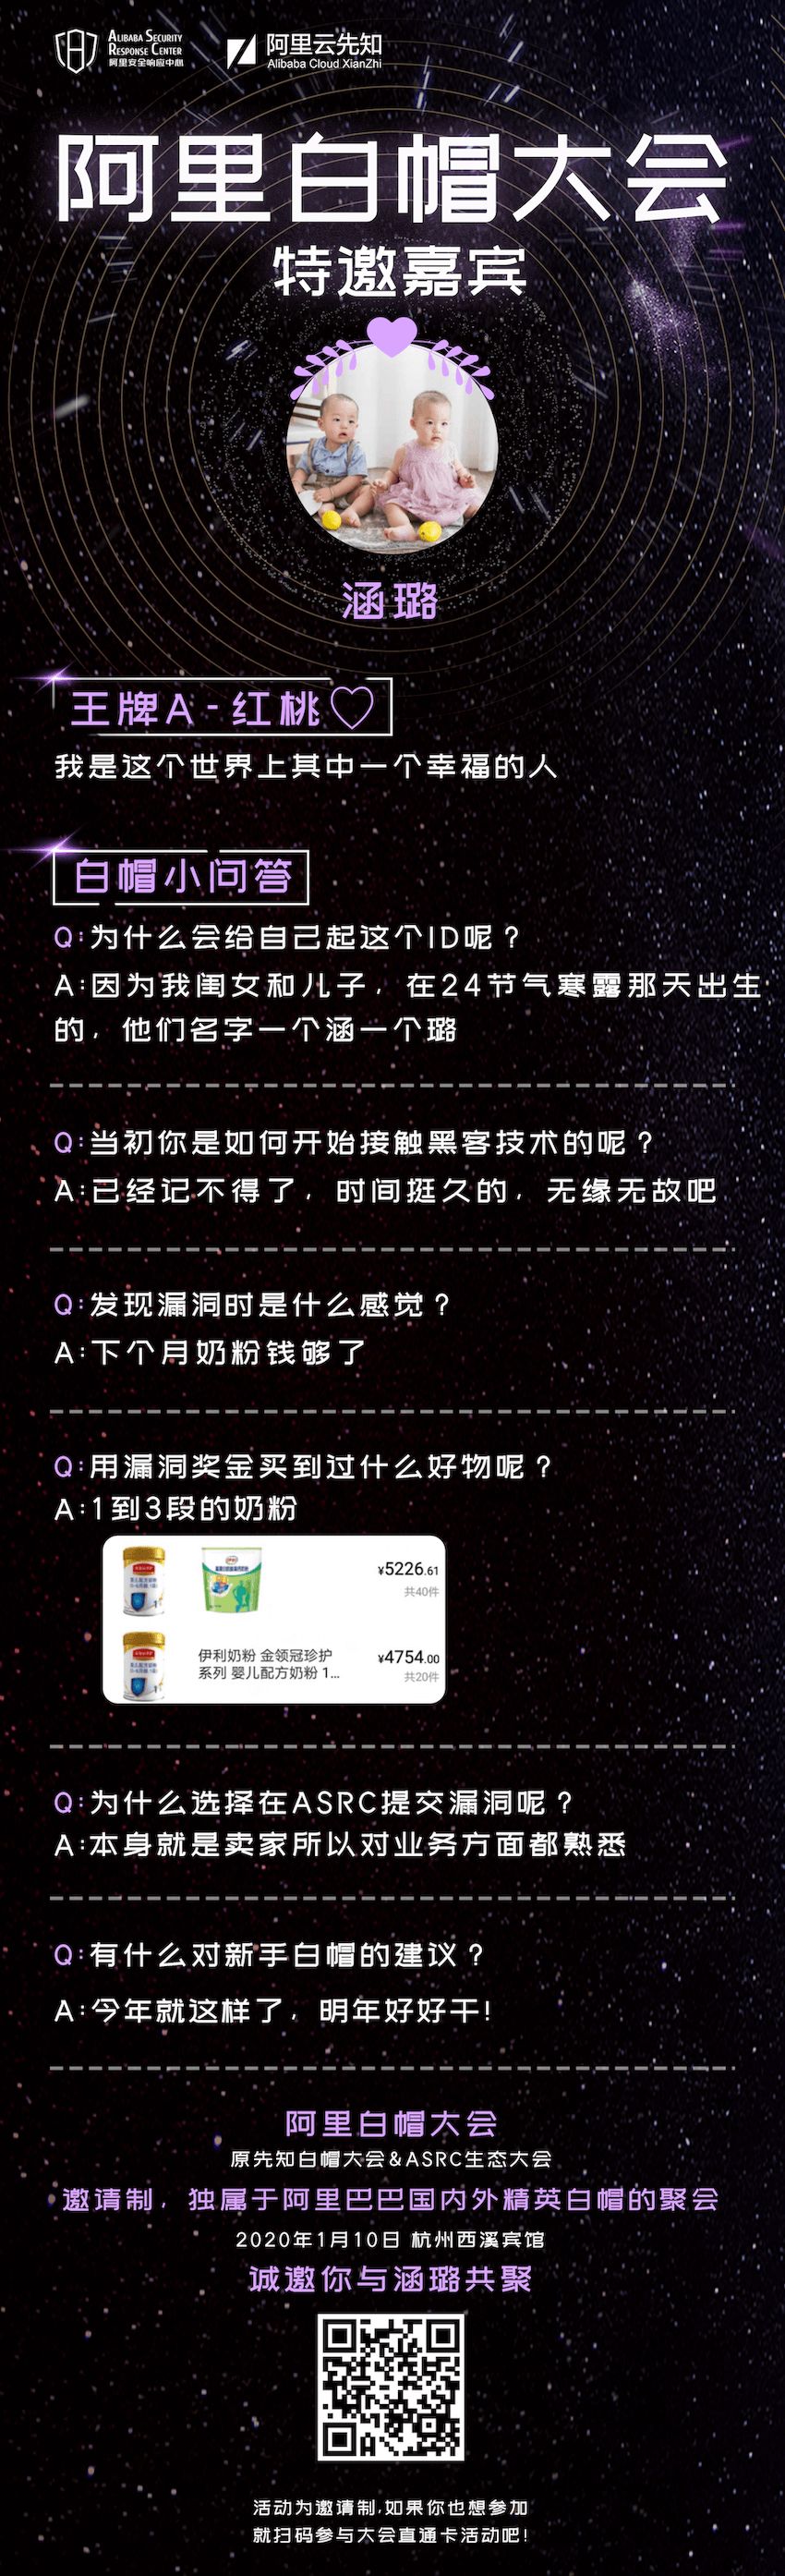 ALIBABA SECURITY
RESPONSE CENTER
阿里安全响应中心
阿里云先知
Alibaba Cloud XianZhi
阿里白帽大会
特邀嘉宾
涵璐
王牌A-红桃♡
我是这个世界上其中一个幸福的人
白帽小问答
Q:为什么会给自己起这个ID呢？
A:因为我闺女和儿子，在24节气寒露那天出生
的，他们名字一个涵一个璐
Q:当初你是如何开始接触黑客技术的呢？
A:已经记不得了，时间挺久的，无缘无故吧
Q:发现漏洞时是什么感觉？
A:下个月奶粉钱够了
Q:用漏洞奖金买到过什么好物呢？
A:1到3段的奶粉
¥5226.61
共40件
伊利奶粉 金领冠珍护
系列 婴儿配方奶粉 1...
¥4754.00
共20件
Q:为什么选择在ASRC提交漏洞呢？
A:本身就是卖家所以对业务方面都熟悉
Q:有什么对新手白帽的建议？
A:今年就这样了，明年好好干!
阿里白帽大会
原先知白帽大会&ASRC生态大会
邀请制，独属于阿里巴巴国内外精英白帽的聚会
2020年1月10日 杭州西溪宾馆
诚邀你与涵璐共聚
活动为邀请制,如果你也想参加
就扫码参与大会直通卡活动吧!